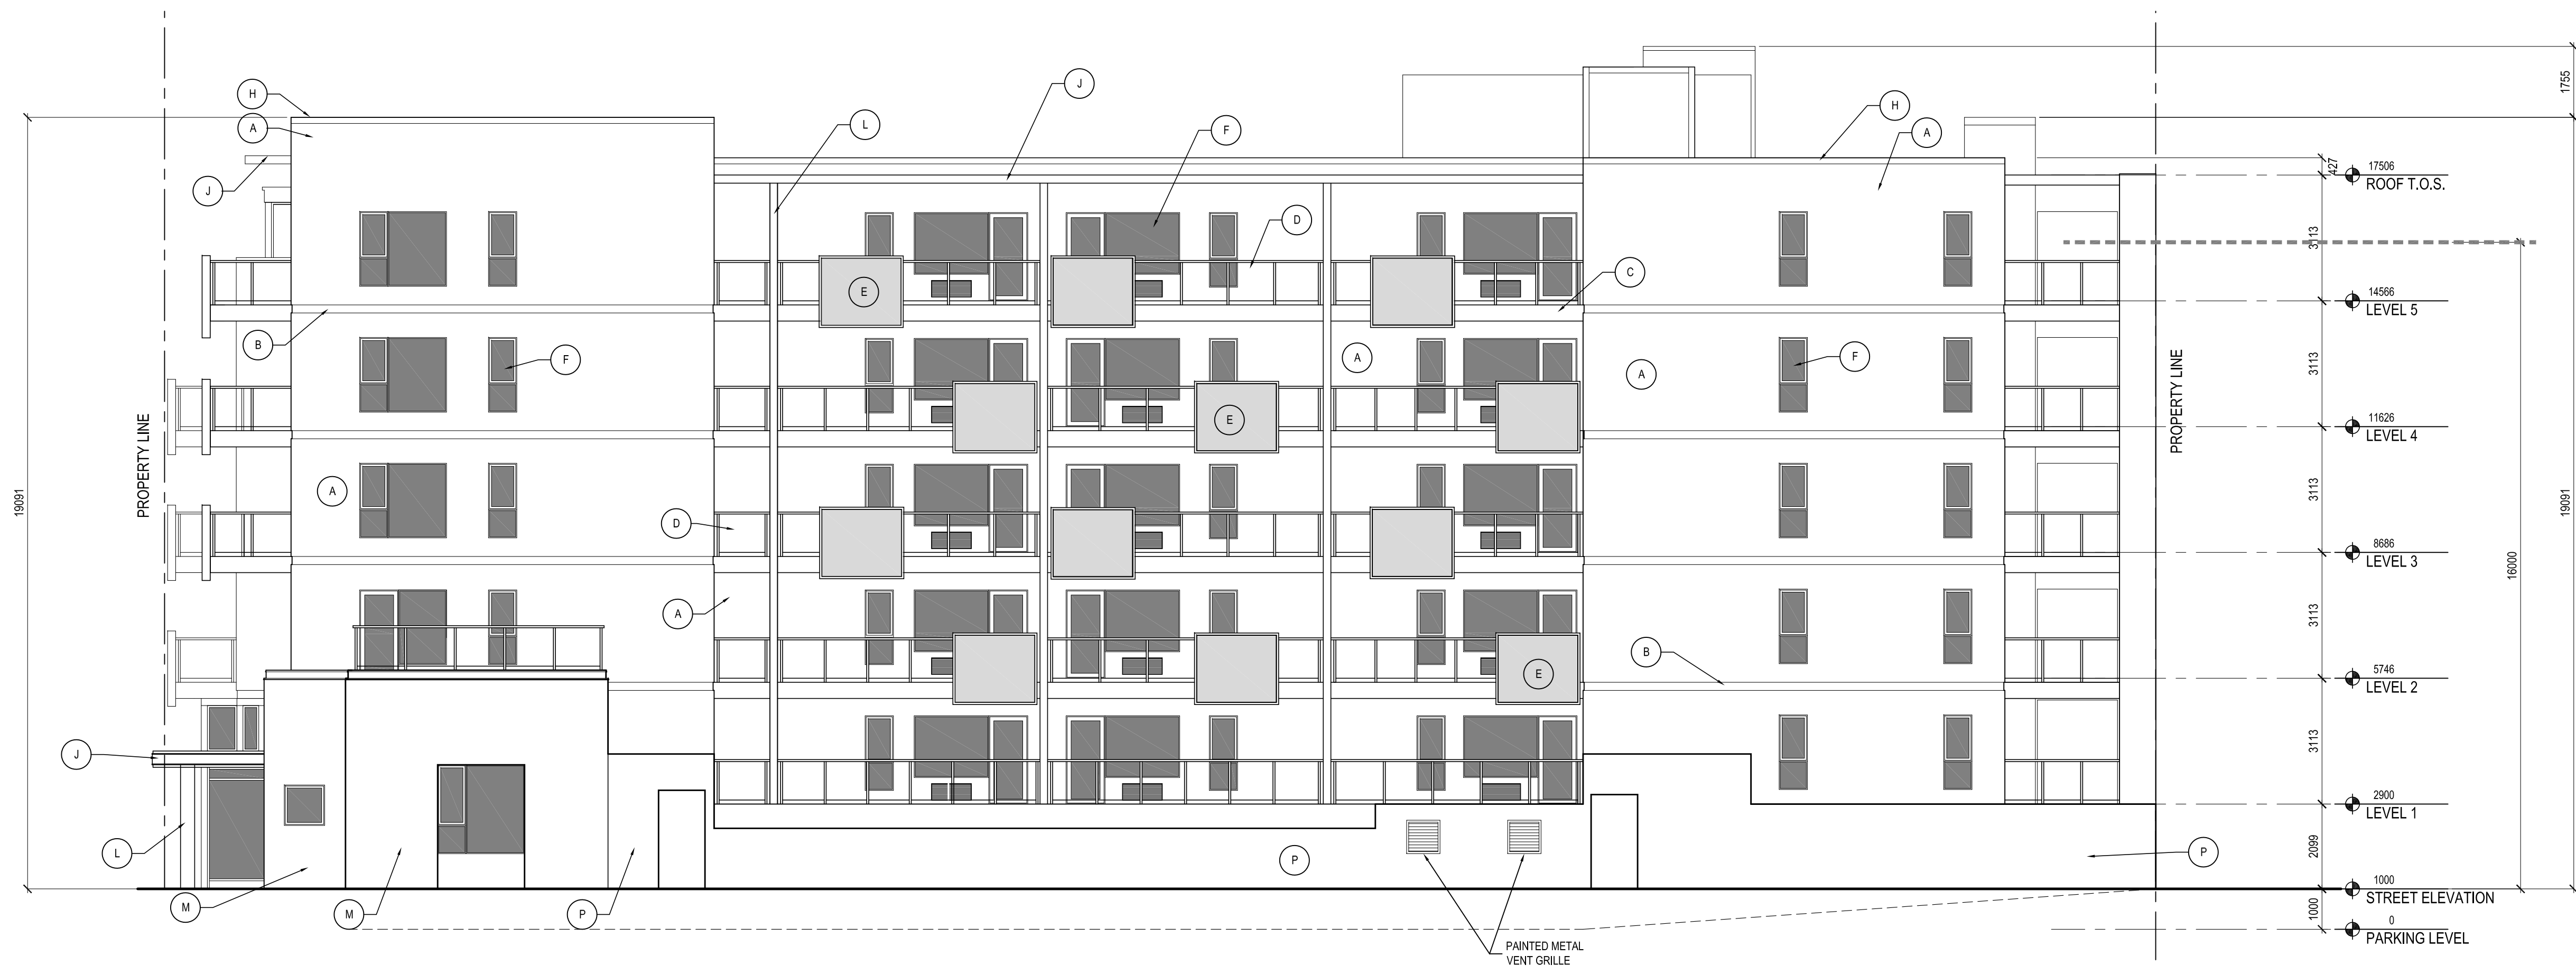 J
H
A
J
L
F
D
H
A
1755
427
17506
ROOF T.O.S.
3113
E
C
14566
LEVEL 5
B
F
A
A
F
3113
E
11626
LEVEL 4
PROPERTY LINE
PROPERTY LINE
19091
A
D
3113
19091
8686
LEVEL 3
16000
A
3113
B
E
5746
LEVEL 2
J
3113
2900
LEVEL 1
L
P
P
2099
M
M
P
1000
STREET ELEVATION
1000
0
PARKING LEVEL
PAINTED METAL
VENT GRILLE